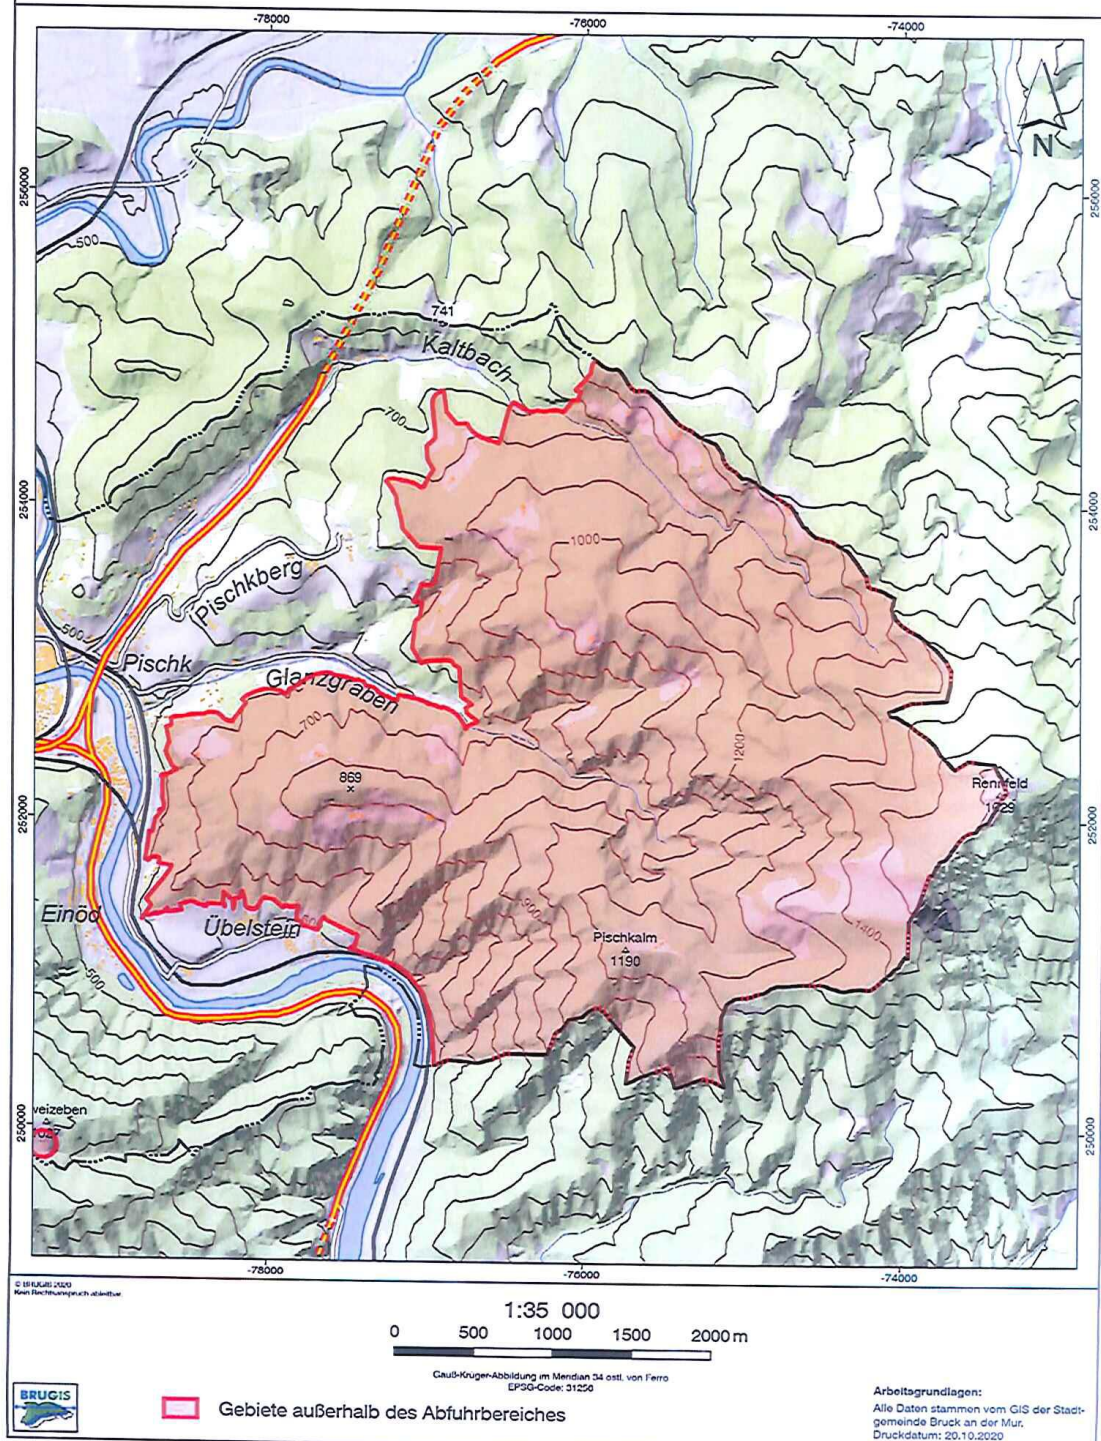 -78000
-76000
-74000
N
256000
256000
500
741
Kaltbach
700
254000
254000
1000
Pischkberg
500
Pischk
Glanzgraben
700
1200
869
Rennfeld
1629
252000
252000
Einöd
Übelstein
900
Pischkalm
1190
1400
500
250000
250000
weizeben
-78000
-76000
-74000
© BRUGIS 2020
Kein Rechtsanspruch ableitbar.
1:35 000
0 500 1000 1500 2000 m
Gauß-Krüger-Abbildung im Meridian 34 östl. von Ferro
EPSG-Code: 31256
BRUGIS
Gebiete außerhalb des Abfuhrbereiches
Arbeitsgrundlagen:
Alle Daten stammen vom GIS der Stadt-
gemeinde Bruck an der Mur.
Druckdatum: 20.10.2020